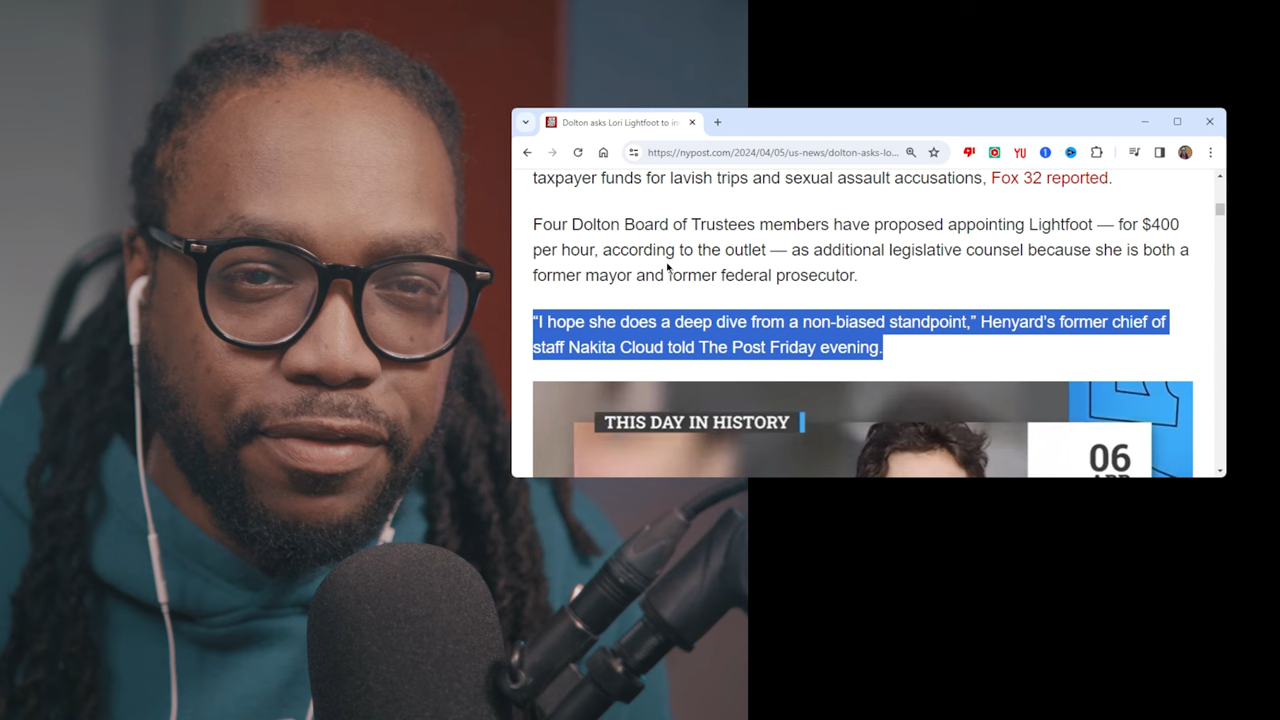 Dolton asks Lori Lightfoot to in
https://nypost.com/2024/04/05/us-news/dolton-asks-lo...
YU
taxpayer funds for lavish trips and sexual assault accusations, Fox 32 reported.
Four Dolton Board of Trustees members have proposed appointing Lightfoot — for $400
per hour, according to the outlet — as additional legislative counsel because she is both a
former mayor and former federal prosecutor.
“I hope she does a deep dive from a non-biased standpoint,” Henyard’s former chief of
staff Nakita Cloud told The Post Friday evening.
THIS DAY IN HISTORY
06
APR